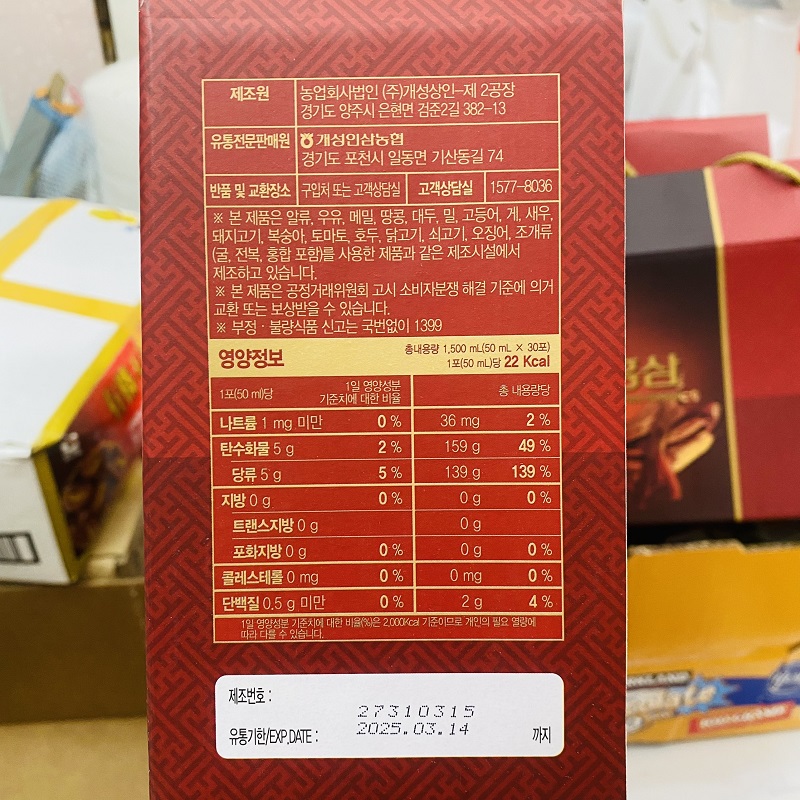 제조원 농업회사법인 (주)개성상인-제 2공장
경기도 양주시 은현면 검준2길 382-13
유통전문판매원 개성인삼농협
경기도 포천시 일동면 기산동길 74
반품 및 교환장소 구입처 또는 고객상담실 고객상담실 1577-8036
※ 본 제품은 알류, 우유, 메밀, 땅콩, 대두, 밀, 고등어, 게, 새우,
돼지고기, 복숭아, 토마토, 호두, 닭고기, 쇠고기, 오징어, 조개류
(굴, 전복, 홍합 포함)를 사용한 제품과 같은 제조시설에서
제조하고 있습니다.
※ 본 제품은 공정거래위원회 고시 소비자분쟁 해결 기준에 의거
교환 또는 보상받을 수 있습니다.
※ 부정 · 불량식품 신고는 국번없이 1399
영양정보
총내용량 1,500 mL(50 mL × 30포)
1포(50 mL)당 22 Kcal
1포(50 ml)당 1일 영양성분
기준치에 대한 비율 총 내용량당
나트륨 1 mg 미만 0 % 36 mg 2 %
탄수화물 5 g 2 % 159 g 49 %
당류 5 g 5 % 139 g 139 %
지방 0 g 0 % 0 g 0 %
트랜스지방 0 g 0 g
포화지방 0 g 0 % 0 g 0 %
콜레스테롤 0 mg 0 % 0 mg 0 %
단백질 0.5 g 미만 0 % 2 g 4 %
1일 영양성분 기준치에 대한 비율(%)은 2,000Kcal 기준이므로 개인의 필요 열량에
따라 다를 수 있습니다.
제조번호 : 27310315
유통기한/EXP.DATE : 2025.03.14 까지
홍삼